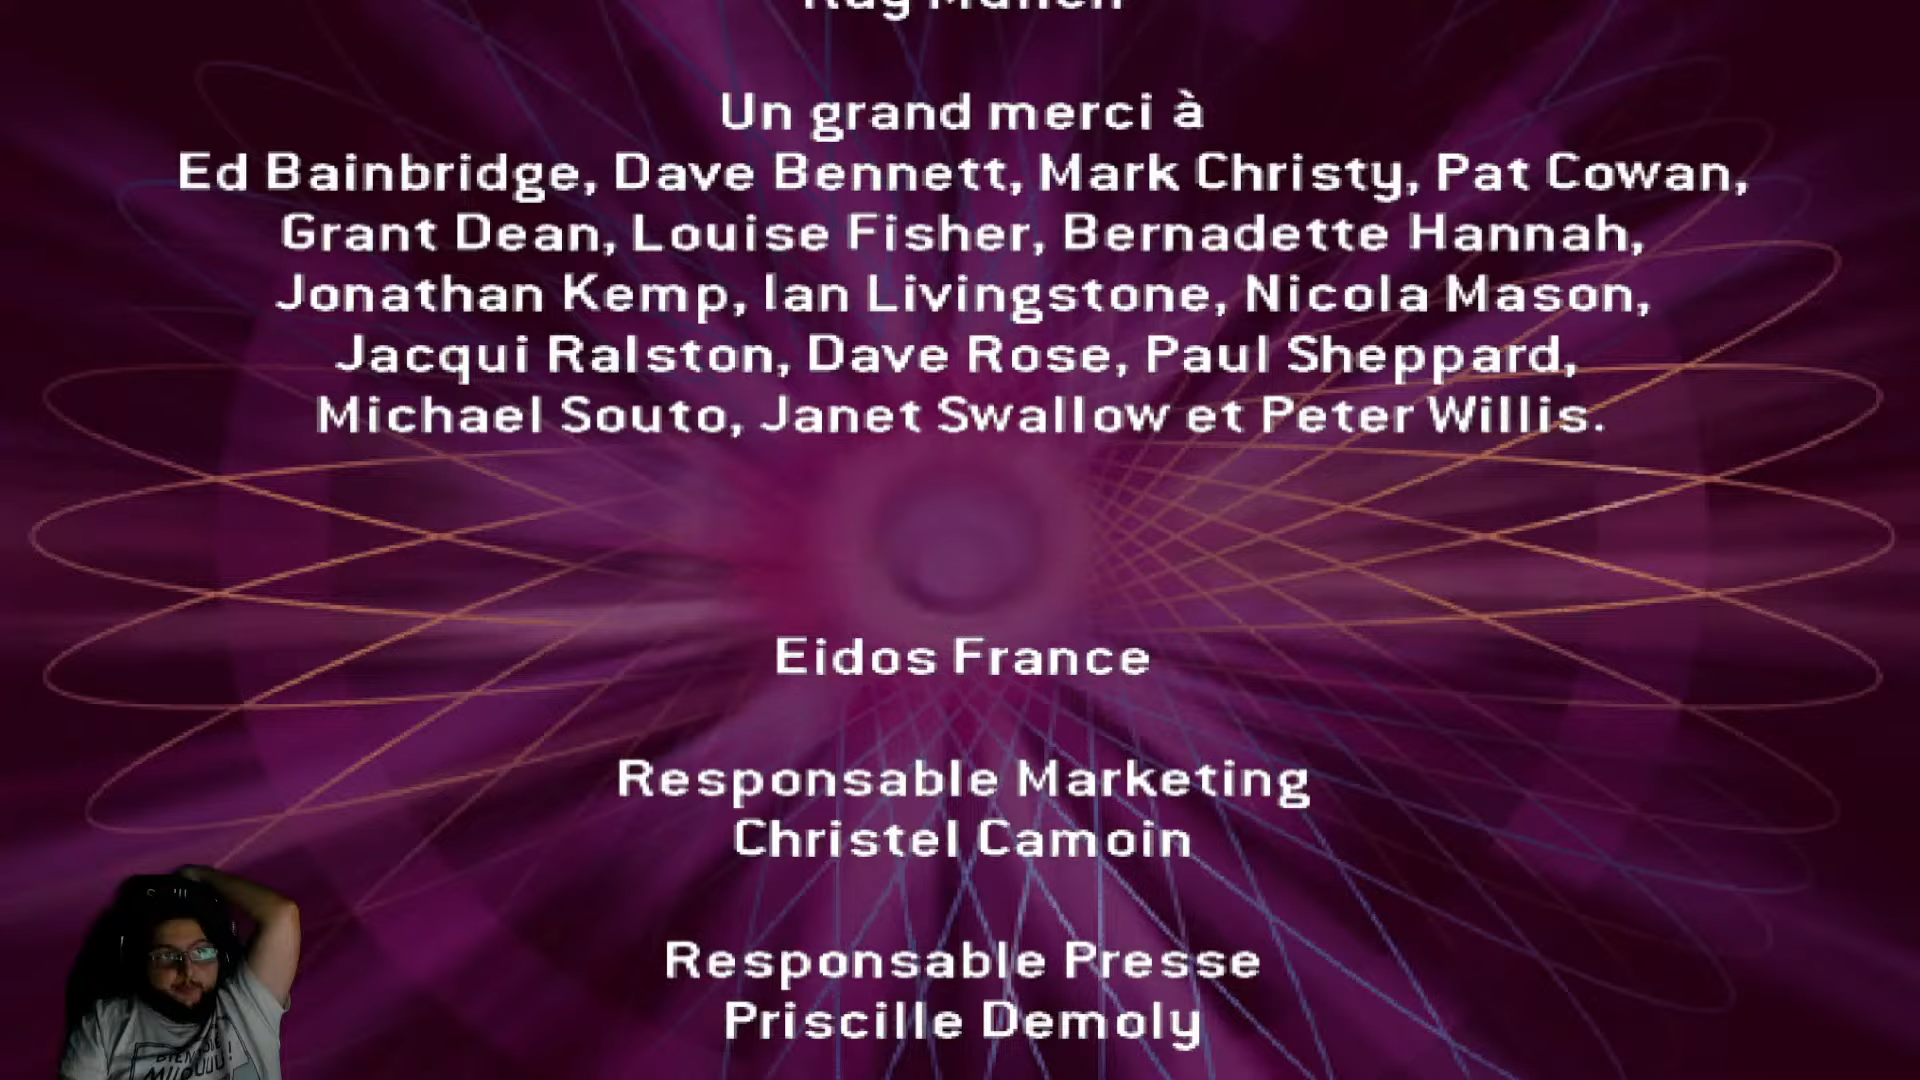 Un grand merci à
Ed Bainbridge, Dave Bennett, Mark Christy, Pat Cowan,
Grant Dean, Louise Fisher, Bernadette Hannah,
Jonathan Kemp, Ian Livingstone, Nicola Mason,
Jacqui Ralston, Dave Rose, Paul Sheppard,
Michael Souto, Janet Swallow et Peter Willis.
Eidos France
Responsable Marketing
Christel Camoin
Responsable Presse
Priscille Demoly